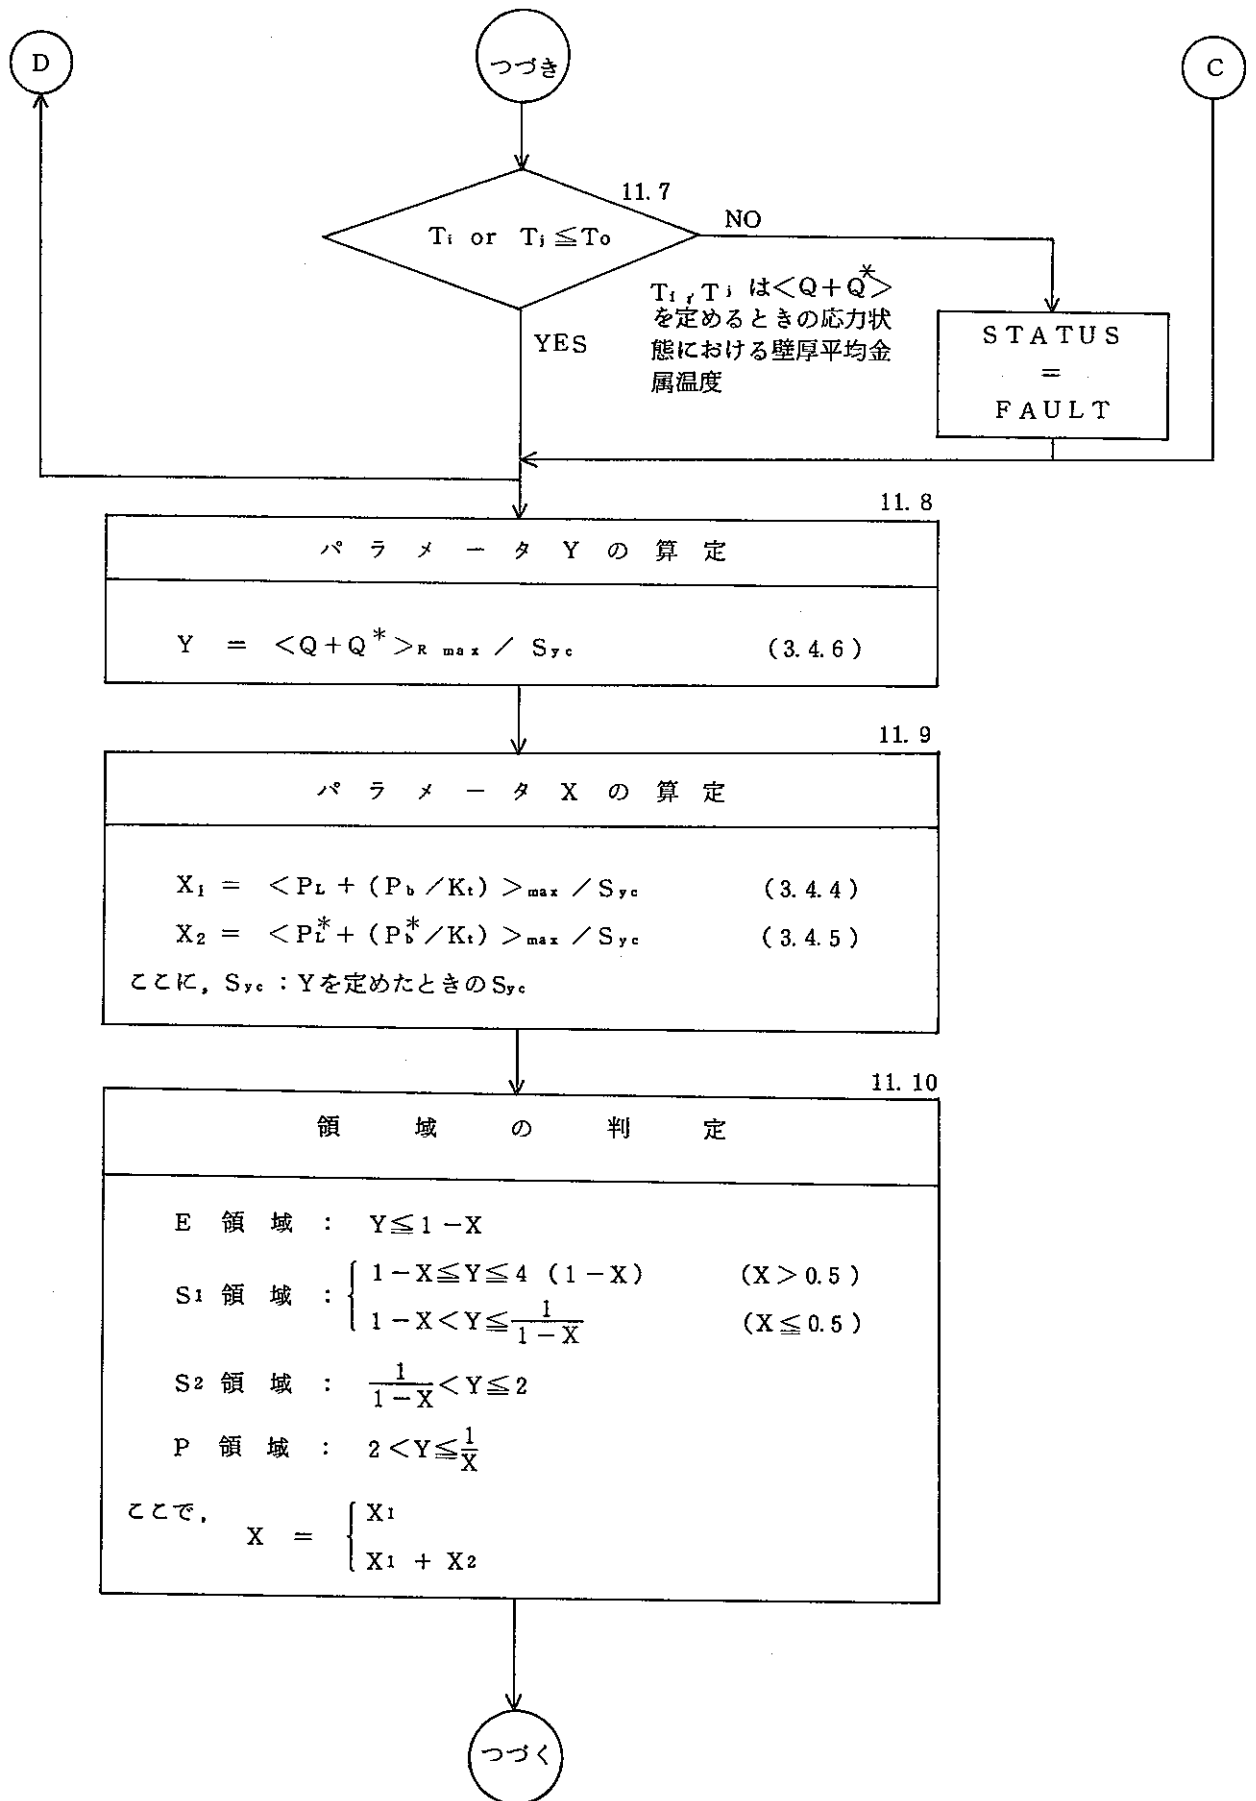 D
つづき
C
11.7
Ti or Tj≦To
NO
YES
Ti, Tjは<Q+Q*>
を定めるときの応力状
態における壁厚平均金
属温度
STATUS
=
FAULT
11.8
パラメータYの算定
Y = <Q+Q*>R max / Syc (3.4.6)
11.9
パラメータXの算定
X1 = <PL + (Pb /Kt) >max / Syc (3.4.4)
X2 = <PL* + (Pb* /Kt) >max / Syc (3.4.5)
ここに, Syc : Yを定めたときのSyc
11.10
領域の判定
E 領域 : Y≦1-X
S1 領域 : { 1-X≦Y≦4 (1-X) (X>0.5)
1-X<Y≦1/(1-X) (X≦0.5)
S2 領域 : 1/(1-X)<Y≦2
P 領域 : 2<Y≦1/X
ここで, X = { X1
X1 + X2
つづく